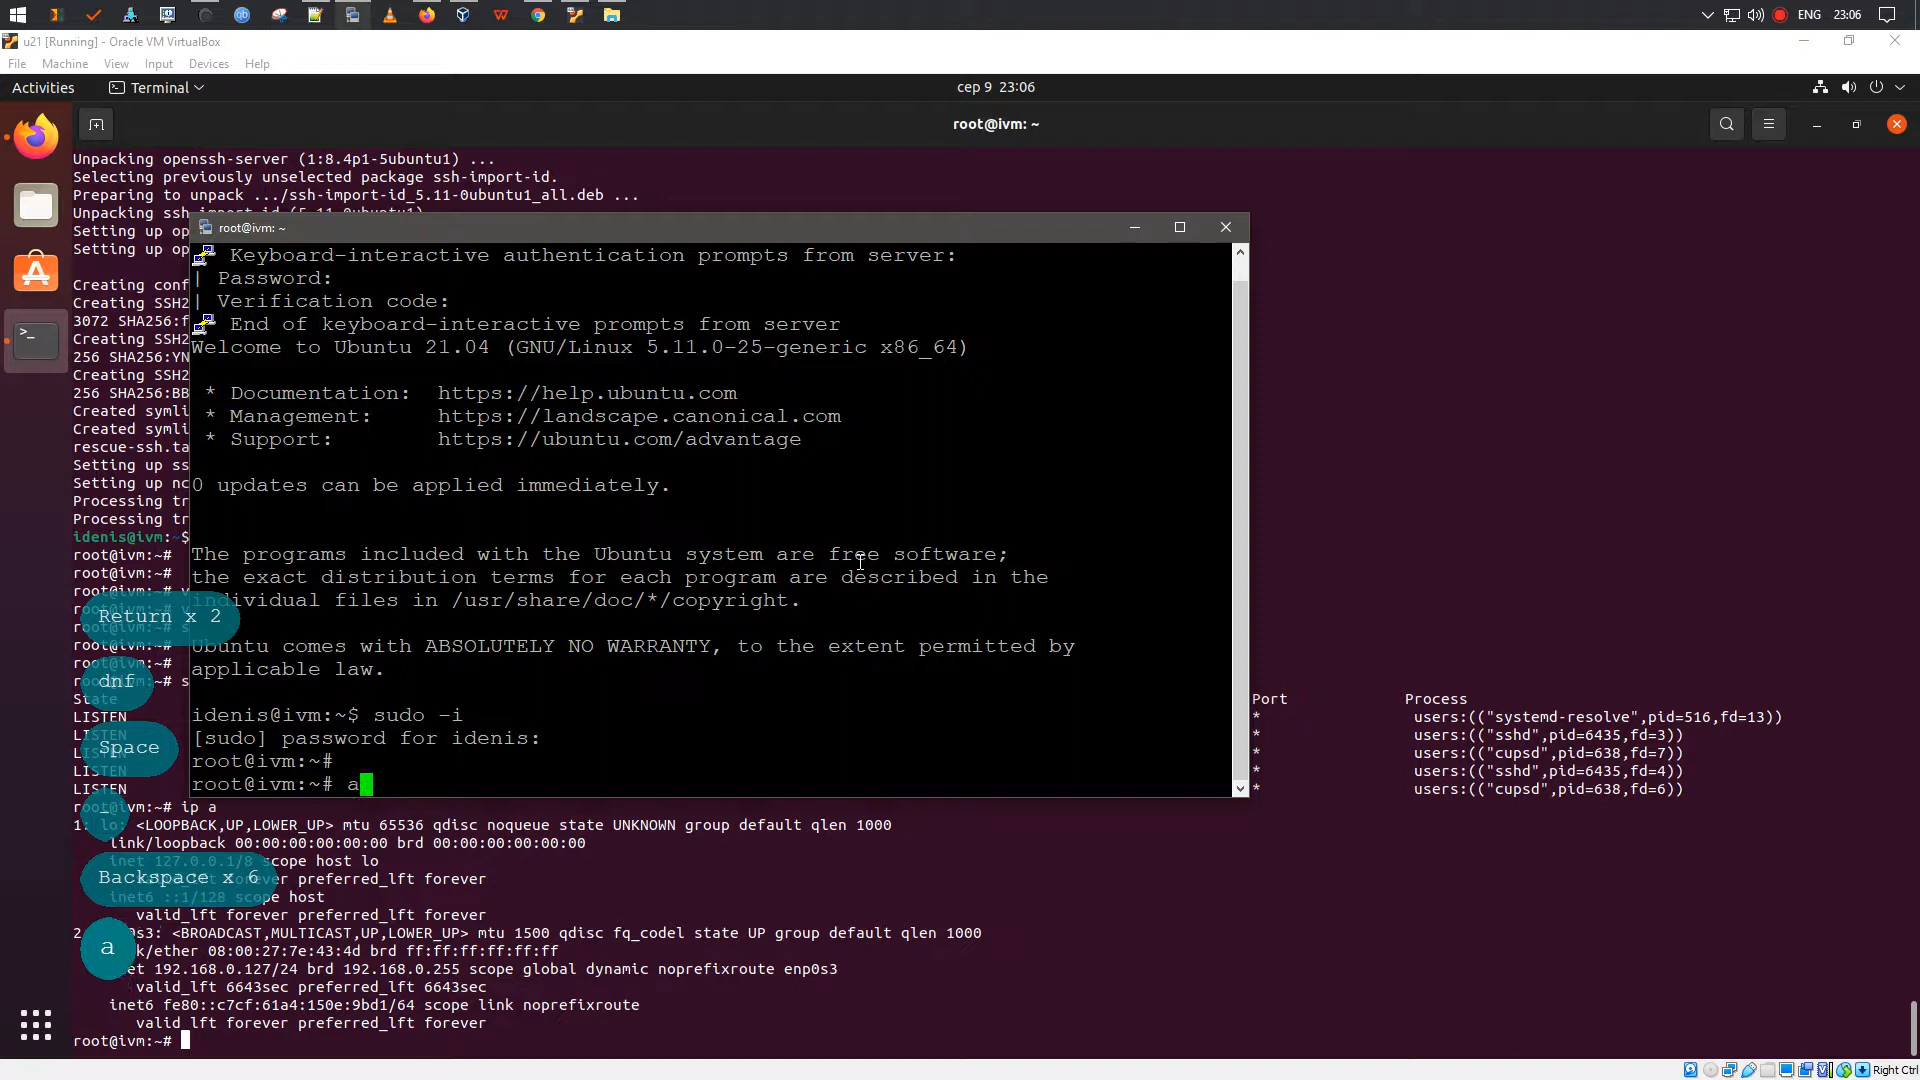 ENG
23:06
u21 [Running] - Oracle VM VirtualBox
File Machine View Input Devices Help
Activities
Terminal
сер 9 23:06
root@ivm: ~
Unpacking openssh-server (1:8.4p1-5ubuntu1) ...
Selecting previously unselected package ssh-import-id.
Preparing to unpack .../ssh-import-id_5.11-0ubuntu1_all.deb ...
Unpacking ssh-import-id (5.11-0ubuntu1)
Setting up op
Setting up op
Creating conf
Creating SSH2
3072 SHA256:f
Creating SSH2
256 SHA256:YN
Creating SSH2
256 SHA256:BB
Created symli
Created symli
rescue-ssh.ta
Setting up ss
Setting up nc
Processing tr
Processing tr
idenis@ivm:~$
root@ivm:~#
root@ivm:~#
root@ivm: ~
Keyboard-interactive authentication prompts from server:
| Password:
| Verification code:
End of keyboard-interactive prompts from server
Welcome to Ubuntu 21.04 (GNU/Linux 5.11.0-25-generic x86_64)
* Documentation: https://help.ubuntu.com
* Management: https://landscape.canonical.com
* Support: https://ubuntu.com/advantage
0 updates can be applied immediately.
The programs included with the Ubuntu system are free software;
the exact distribution terms for each program are described in the
individual files in /usr/share/doc/*/copyright.
Ubuntu comes with ABSOLUTELY NO WARRANTY, to the extent permitted by
applicable law.
idenis@ivm:~$ sudo -i
[sudo] password for idenis:
root@ivm:~#
root@ivm:~# a
Return x 2
dnf
Space
-
Backspace x 6
a
State
LISTEN
LISTEN
LISTEN
LISTEN
LISTEN
Port Process
* users:(("systemd-resolve",pid=516,fd=13))
* users:(("sshd",pid=6435,fd=3))
* users:(("cupsd",pid=638,fd=7))
* users:(("sshd",pid=6435,fd=4))
* users:(("cupsd",pid=638,fd=6))
root@ivm:~# ip a
1: lo: <LOOPBACK,UP,LOWER_UP> mtu 65536 qdisc noqueue state UNKNOWN group default qlen 1000
link/loopback 00:00:00:00:00:00 brd 00:00:00:00:00:00
inet 127.0.0.1/8 scope host lo
forever preferred_lft forever
inet6 ::1/128 scope host
valid_lft forever preferred_lft forever
2 0s3: <BROADCAST,MULTICAST,UP,LOWER_UP> mtu 1500 qdisc fq_codel state UP group default qlen 1000
k/ether 08:00:27:7e:43:4d brd ff:ff:ff:ff:ff:ff
et 192.168.0.127/24 brd 192.168.0.255 scope global dynamic noprefixroute enp0s3
valid_lft 6643sec preferred_lft 6643sec
inet6 fe80::c7cf:61a4:150e:9bd1/64 scope link noprefixroute
valid_lft forever preferred_lft forever
root@ivm:~#
Right Ctrl